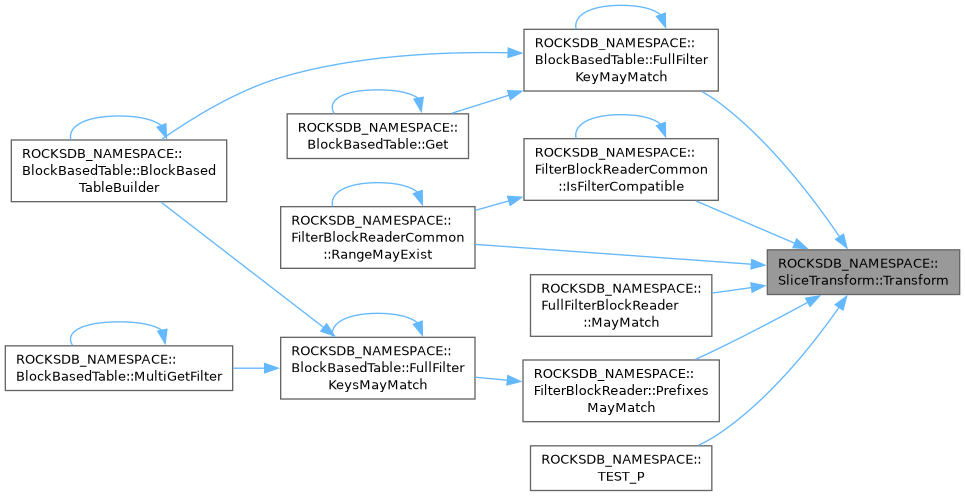 ROCKSDB_NAMESPACE::
BlockBasedTable::FullFilter
KeyMayMatch
ROCKSDB_NAMESPACE::
BlockBasedTable::Get
ROCKSDB_NAMESPACE::
BlockBasedTable::BlockBased
TableBuilder
ROCKSDB_NAMESPACE::
FilterBlockReaderCommon
::IsFilterCompatible
ROCKSDB_NAMESPACE::
FilterBlockReaderCommon
::RangeMayExist
ROCKSDB_NAMESPACE::
SliceTransform::Transform
ROCKSDB_NAMESPACE::
FullFilterBlockReader
::MayMatch
ROCKSDB_NAMESPACE::
BlockBasedTable::MultiGetFilter
ROCKSDB_NAMESPACE::
BlockBasedTable::FullFilter
KeysMayMatch
ROCKSDB_NAMESPACE::
FilterBlockReader::Prefixes
MayMatch
ROCKSDB_NAMESPACE::
TEST_P